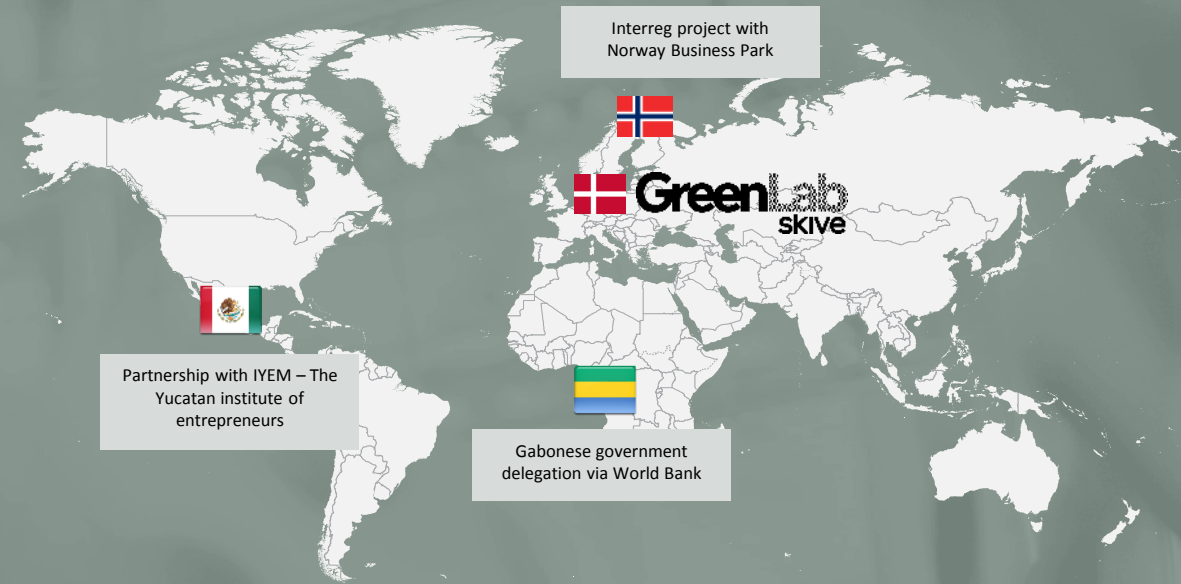 Interreg project with
Norway Business Park
GreenLab
skive
Partnership with IYEM – The
Yucatan institute of
entrepreneurs
Gabonese government
delegation via World Bank